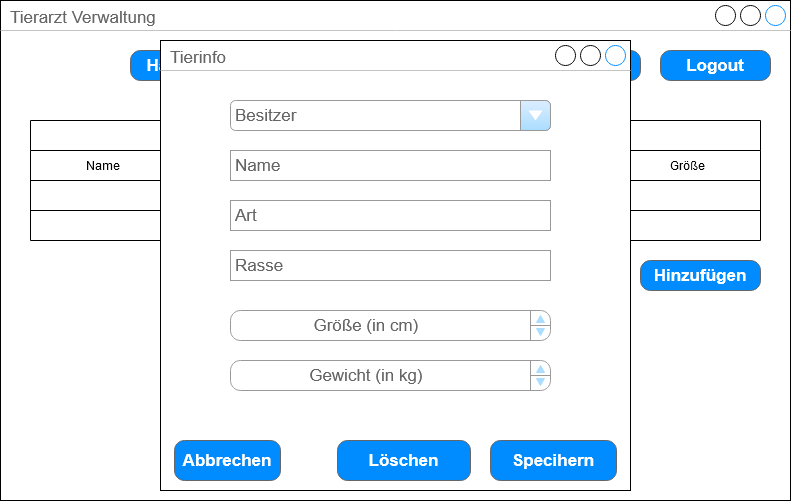 Tierarzt Verwaltung
Logout
Tierinfo
Besitzer
Name
Name
Größe
Art
Rasse
Hinzufügen
Größe (in cm)
Gewicht (in kg)
Abbrechen
Löschen
Specihern